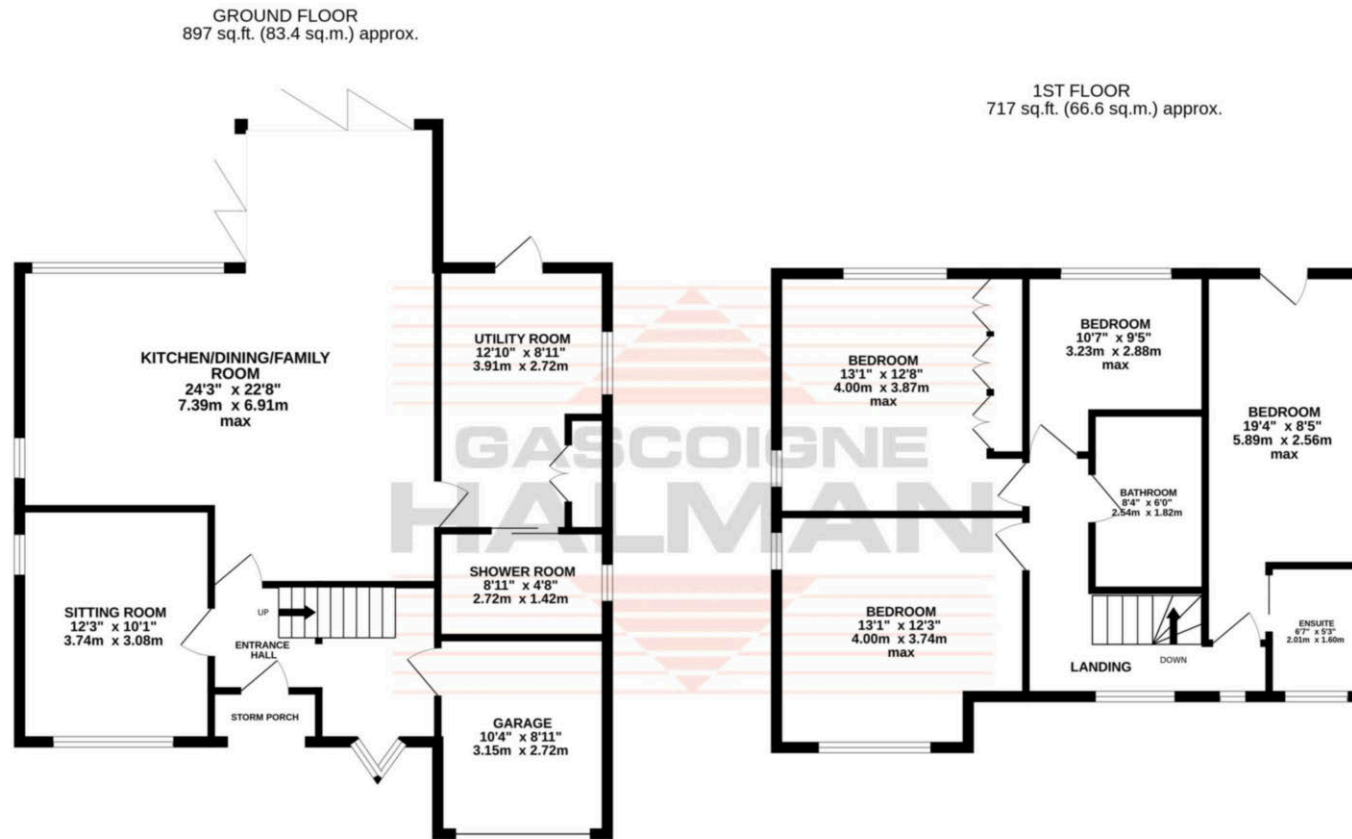 GROUND FLOOR
897 sq.ft. (83.4 sq.m.) approx.
1ST FLOOR
717 sq.ft. (66.6 sq.m.) approx.
KITCHEN/DINING/FAMILY
ROOM
24'3" x 22'8"
7.39m x 6.91m
max
UTILITY ROOM
12'10" x 8'11"
3.91m x 2.72m
SHOWER ROOM
8'11" x 4'8"
2.72m x 1.42m
SITTING ROOM
12'3" x 10'1"
3.74m x 3.08m
UP
ENTRANCE
HALL
STORM PORCH
GARAGE
10'4" x 8'11"
3.15m x 2.72m
GASCOIGNE
HALMAN
BEDROOM
13'1" x 12'8"
4.00m x 3.87m
max
BEDROOM
10'7" x 9'5"
3.23m x 2.88m
max
BEDROOM
19'4" x 8'5"
5.89m x 2.56m
max
BATHROOM
8'4" x 6'0"
2.54m x 1.82m
BEDROOM
13'1" x 12'3"
4.00m x 3.74m
max
ENSUITE
6'7" x 5'3"
2.01m x 1.60m
LANDING
DOWN